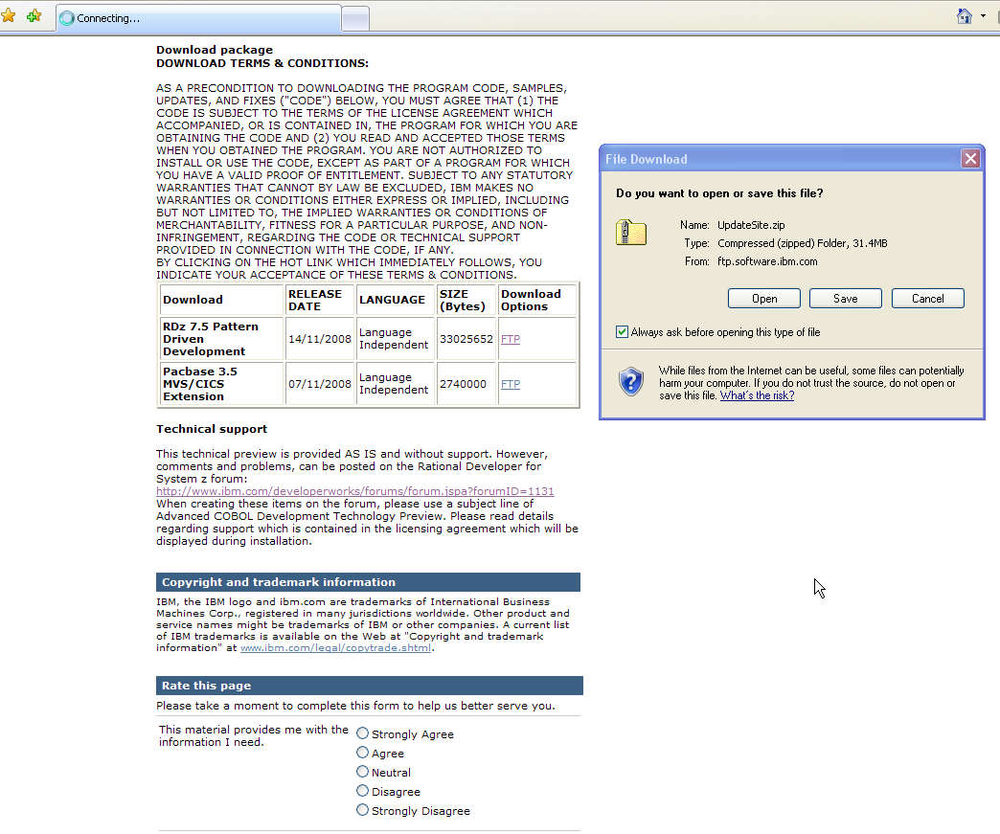 Connecting...
Download package
DOWNLOAD TERMS & CONDITIONS:
AS A PRECONDITION TO DOWNLOADING THE PROGRAM CODE, SAMPLES,
UPDATES, AND FIXES ("CODE") BELOW, YOU MUST AGREE THAT (1) THE
CODE IS SUBJECT TO THE TERMS OF THE LICENSE AGREEMENT WHICH
ACCOMPANIED, OR IS CONTAINED IN, THE PROGRAM FOR WHICH YOU ARE
OBTAINING THE CODE AND (2) YOU READ AND ACCEPTED THOSE TERMS
WHEN YOU OBTAINED THE PROGRAM. YOU ARE NOT AUTHORIZED TO
INSTALL OR USE THE CODE, EXCEPT AS PART OF A PROGRAM FOR WHICH
YOU HAVE A VALID PROOF OF ENTITLEMENT. SUBJECT TO ANY STATUTORY
WARRANTIES THAT CANNOT BY LAW BE EXCLUDED, IBM MAKES NO
WARRANTIES OR CONDITIONS EITHER EXPRESS OR IMPLIED, INCLUDING
BUT NOT LIMITED TO, THE IMPLIED WARRANTIES OR CONDITIONS OF
MERCHANTABILITY, FITNESS FOR A PARTICULAR PURPOSE, AND NON-
INFRINGEMENT, REGARDING THE CODE OR TECHNICAL SUPPORT
PROVIDED IN CONNECTION WITH THE CODE, IF ANY.
BY CLICKING ON THE HOT LINK WHICH IMMEDIATELY FOLLOWS, YOU
INDICATE YOUR ACCEPTANCE OF THESE TERMS & CONDITIONS.
Download RELEASE DATE LANGUAGE SIZE (Bytes) Download Options
RDz 7.5 Pattern Driven Development 14/11/2008 Language Independent 33025652 FTP
Pacbase 3.5 MVS/CICS Extension 07/11/2008 Language Independent 2740000 FTP
Technical support
This technical preview is provided AS IS and without support. However,
comments and problems, can be posted on the Rational Developer for
System z forum:
http://www.ibm.com/developerworks/forums/forum.jspa?forumID=1131
When creating these items on the forum, please use a subject line of
Advanced COBOL Development Technology Preview. Please read details
regarding support which is contained in the licensing agreement which will be
displayed during installation.
Copyright and trademark information
IBM, the IBM logo and ibm.com are trademarks of International Business
Machines Corp., registered in many jurisdictions worldwide. Other product and
service names might be trademarks of IBM or other companies. A current list
of IBM trademarks is available on the Web at "Copyright and trademark
information" at www.ibm.com/legal/copytrade.shtml.
Rate this page
Please take a moment to complete this form to help us better serve you.
This material provides me with the
information I need.
Strongly Agree
Agree
Neutral
Disagree
Strongly Disagree
File Download
Do you want to open or save this file?
Name: UpdateSite.zip
Type: Compressed (zipped) Folder, 31.4MB
From: ftp.software.ibm.com
Open Save Cancel
Always ask before opening this type of file
While files from the Internet can be useful, some files can potentially
harm your computer. If you do not trust the source, do not open or
save this file. What's the risk?